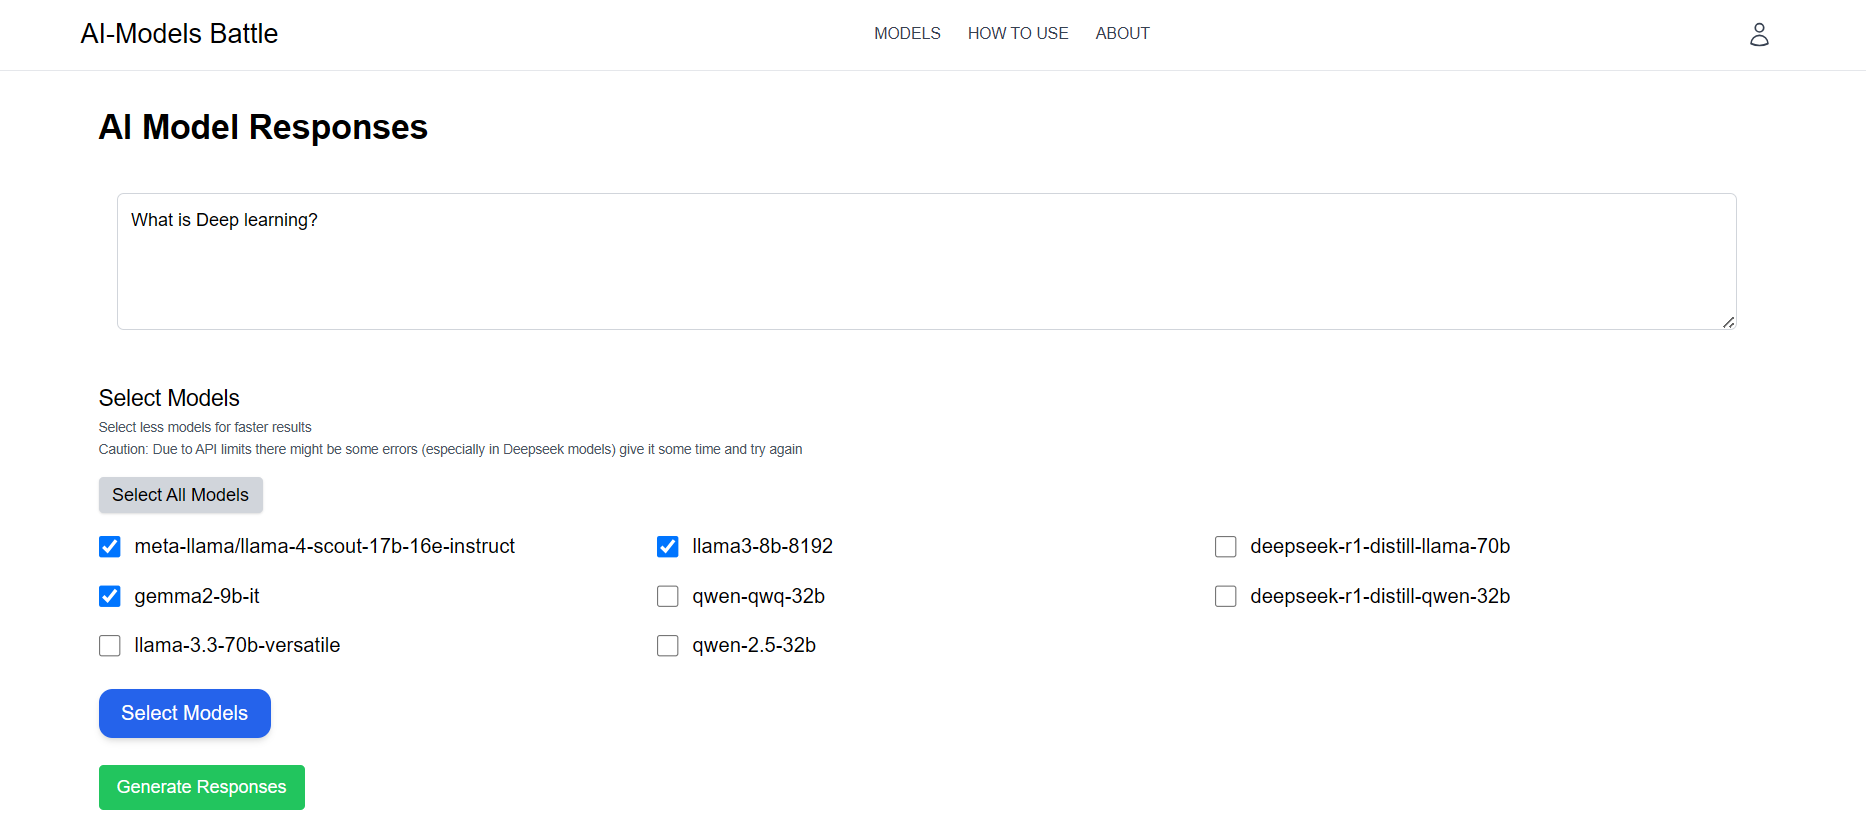 AI-Models Battle
MODELS HOW TO USE ABOUT
AI Model Responses
What is Deep learning?
Select Models
Select less models for faster results
Caution: Due to API limits there might be some errors (especially in Deepseek models) give it some time and try again
Select All Models
meta-llama/llama-4-scout-17b-16e-instruct llama3-8b-8192 deepseek-r1-distill-llama-70b
gemma2-9b-it qwen-qwq-32b deepseek-r1-distill-qwen-32b
llama-3.3-70b-versatile qwen-2.5-32b
Select Models
Generate Responses